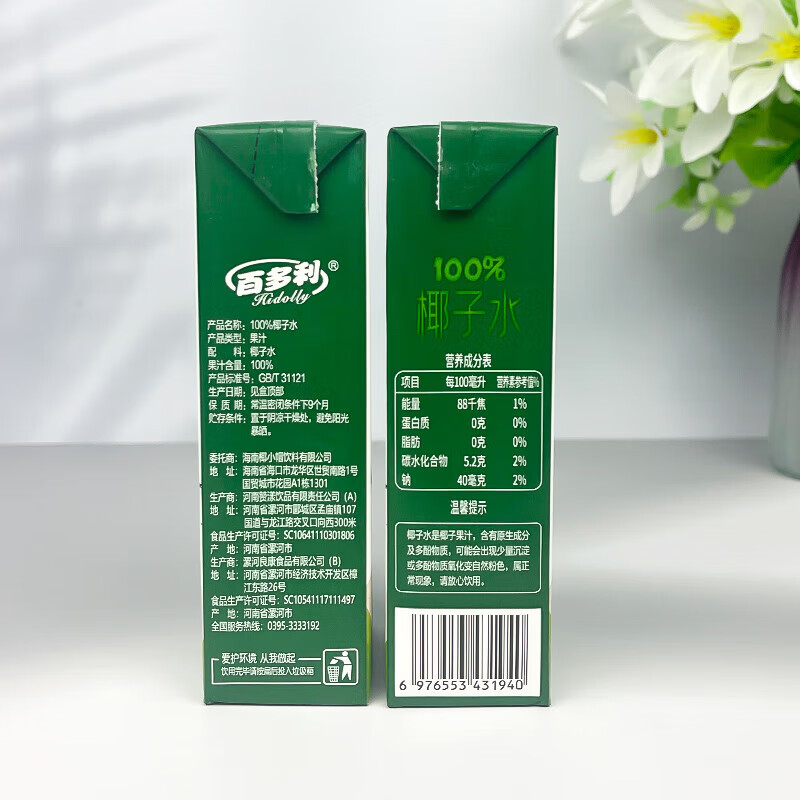 百多利®
Hidolly
产品名称：100%椰子水
产品类型：果汁
配 料：椰子水
果汁含量：100%
产品标准号：GB/T 31121
生产日期：见盒顶部
保 质 期：常温密闭条件下9个月
贮存条件：置于阴凉干燥处，避免阳光
暴晒。
委托商：海南椰小帽饮料有限公司
地 址：海南省海口市龙华区世贸南路1号
国贸城市花园A1栋1301
生产商：河南赞漾饮品有限责任公司（A）
地 址：河南省漯河市郾城区孟庙镇107
国道与龙江路交叉口向西300米
食品生产许可证号：SC10641110301806
产 地：河南省漯河市
生产商：漯河良康食品有限公司（B）
地 址：河南省漯河市经济技术开发区樟
江东路26号
食品生产许可证号：SC10541117111497
产 地：河南省漯河市
全国服务热线：0395-3333192
爱护环境 从我做起
饮用完毕请按扁后投入垃圾箱
100%
椰子水
营养成分表
项目 每100毫升 营养素参考值%
能量 88千焦 1%
蛋白质 0克 0%
脂肪 0克 0%
碳水化合物 5.2克 2%
钠 40毫克 2%
温馨提示
椰子水是椰子果汁，含有原生成分
及多酚物质，可能会出现少量沉淀
或多酚物质氧化变自然粉色，属正
常现象，请放心饮用。
6 976553 431940